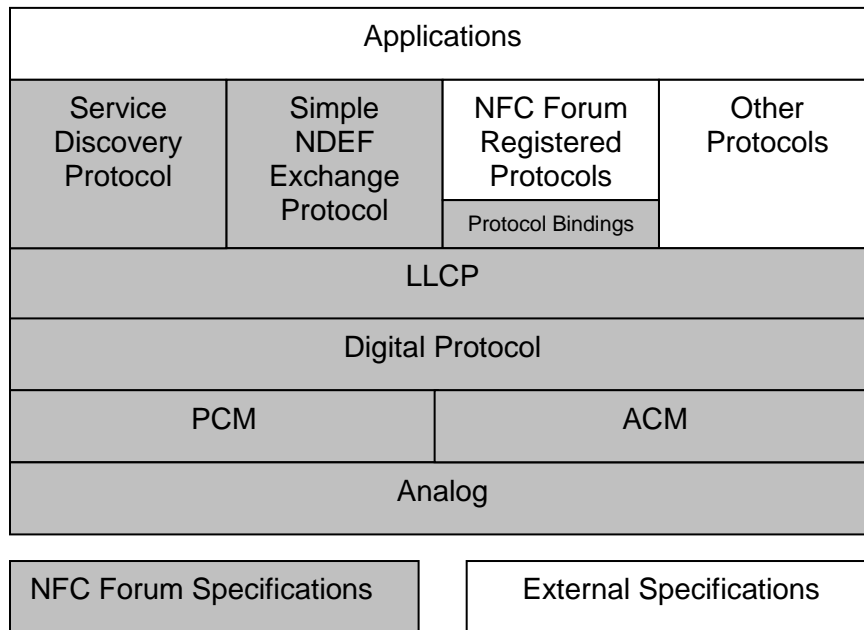 Applications
Service
Discovery
Protocol
Simple
NDEF
Exchange
Protocol
NFC Forum
Registered
Protocols
Protocol Bindings
Other
Protocols
LLCP
Digital Protocol
PCM
ACM
Analog
NFC Forum Specifications
External Specifications